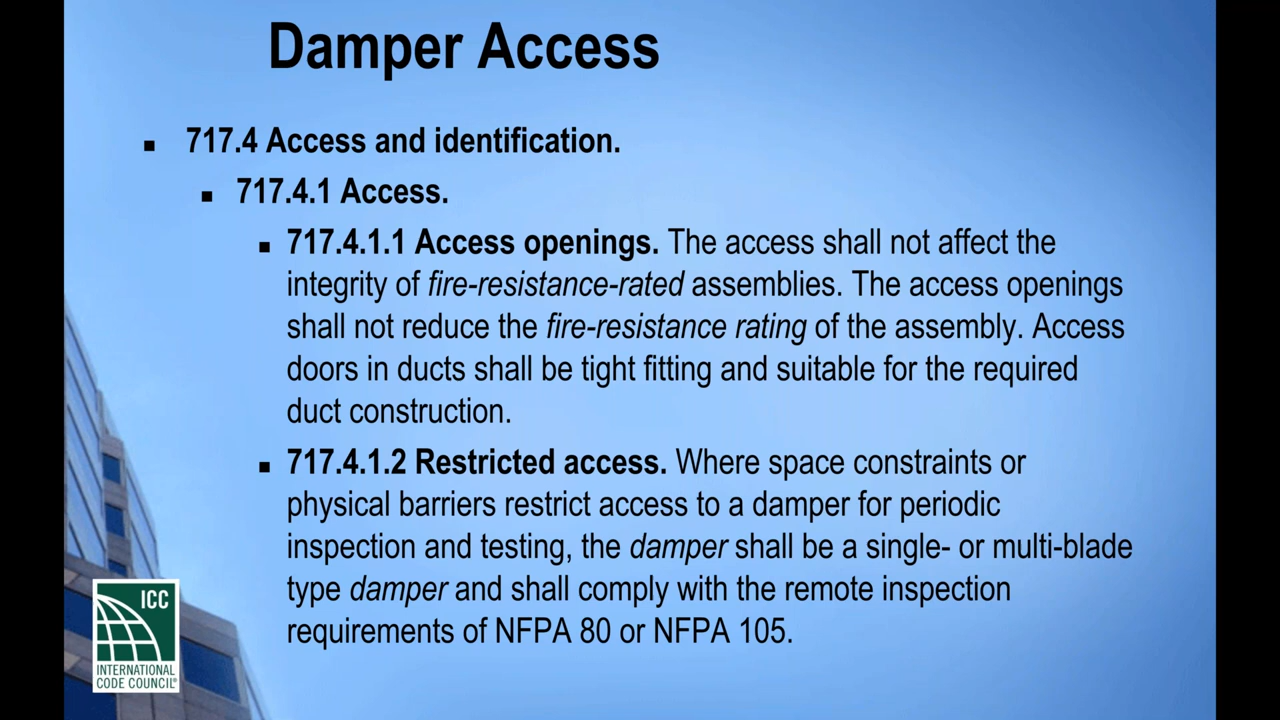 Damper Access
▪ 717.4 Access and identification.
▪ 717.4.1 Access.
▪ 717.4.1.1 Access openings. The access shall not affect the
integrity of fire-resistance-rated assemblies. The access openings
shall not reduce the fire-resistance rating of the assembly. Access
doors in ducts shall be tight fitting and suitable for the required
duct construction.
▪ 717.4.1.2 Restricted access. Where space constraints or
physical barriers restrict access to a damper for periodic
inspection and testing, the damper shall be a single- or multi-blade
type damper and shall comply with the remote inspection
requirements of NFPA 80 or NFPA 105.
ICC
INTERNATIONAL
CODE COUNCIL®